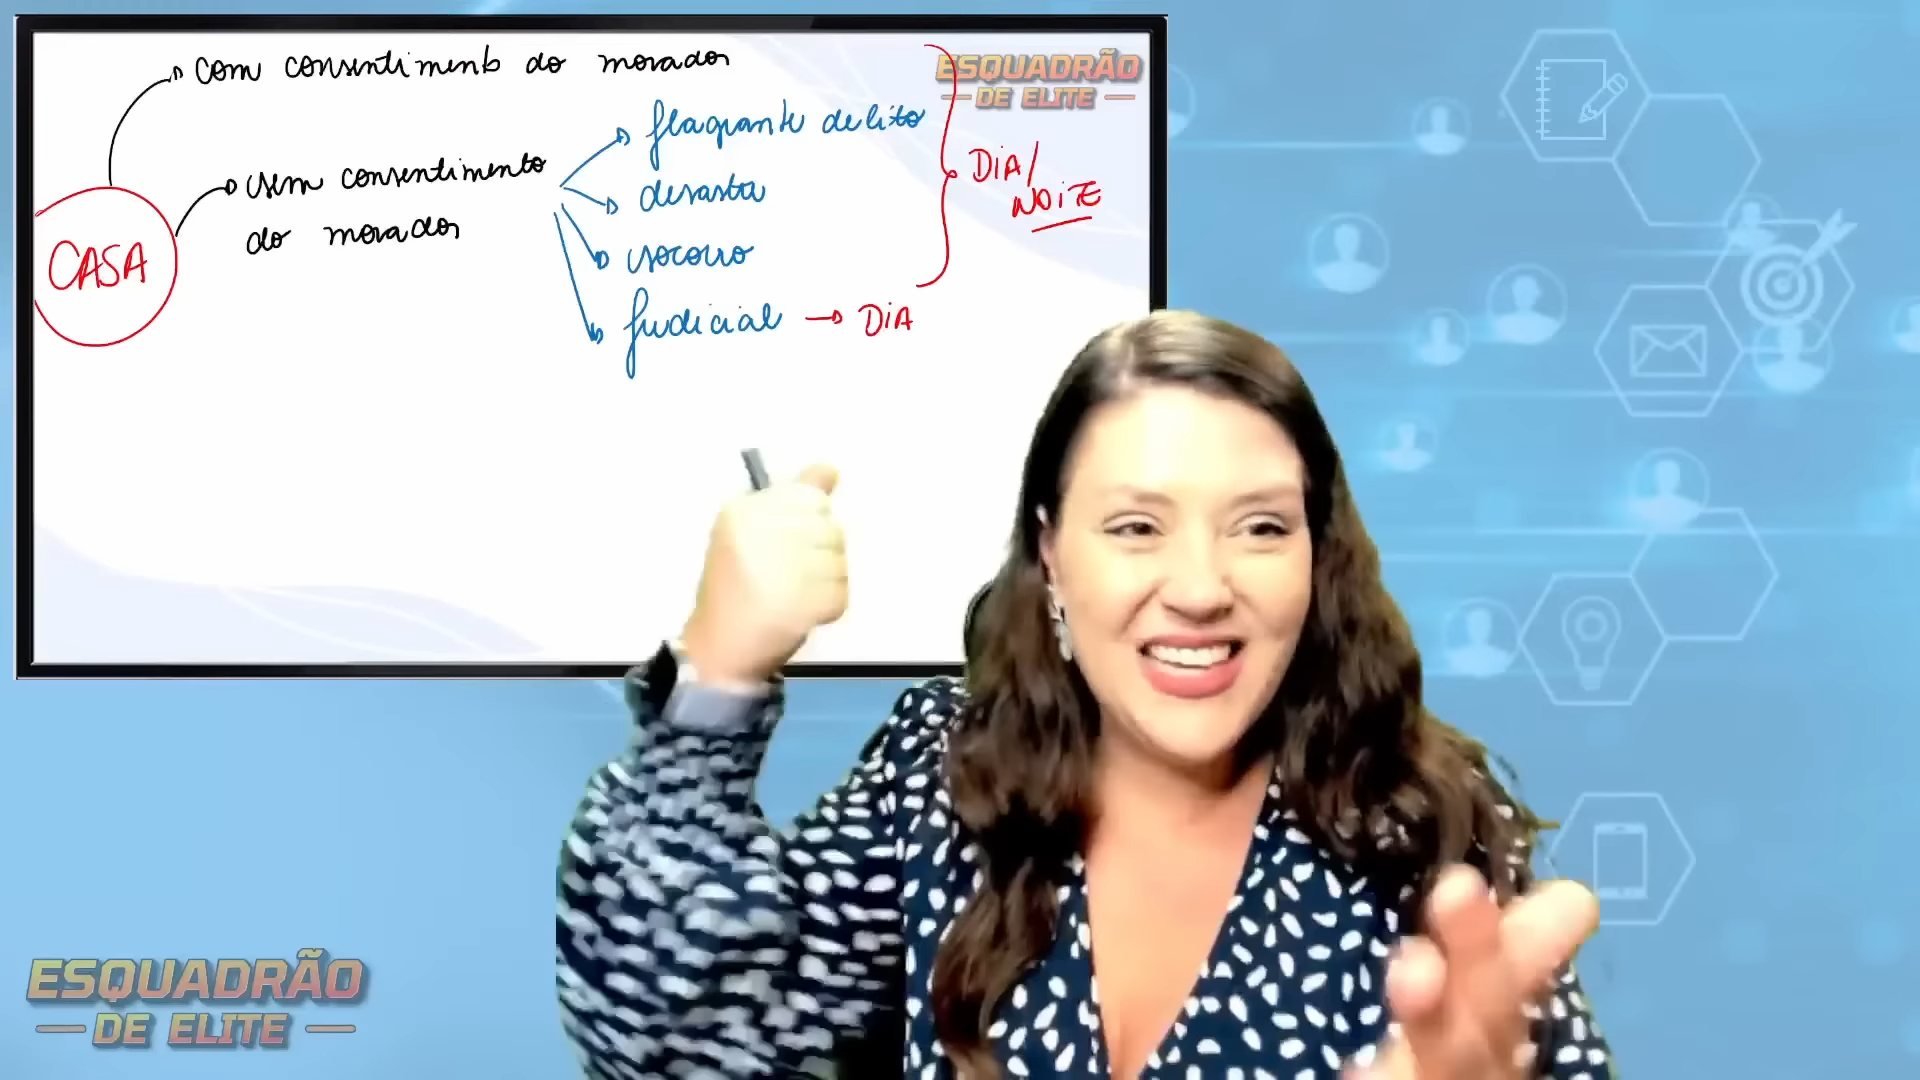 com consentimento do morador
ESQUADRÃO
DE ELITE
flagrante delito
sem consentimento
do morador
desastre
DIA/
NOITE
CASA
socorro
Judicial → DIA
ESQUADRÃO
DE ELITE